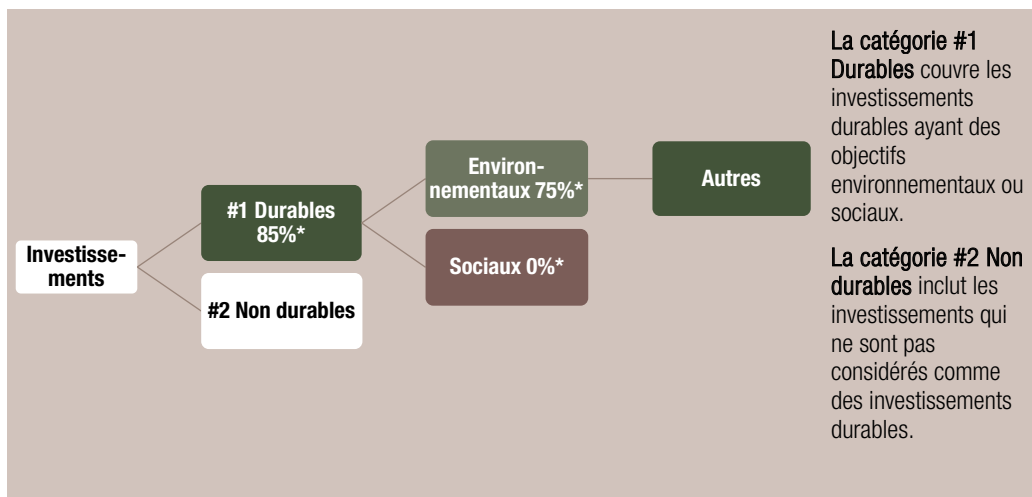 Investisse-
ments
#1 Durables
85%*
#2 Non durables
Environ-
nementaux 75%*
Sociaux 0%*
Autres
La catégorie #1
Durables couvre les
investissements
durables ayant des
objectifs
environnementaux ou
sociaux.
La catégorie #2 Non
durables inclut les
investissements qui
ne sont pas
considérés comme
des investissements
durables.